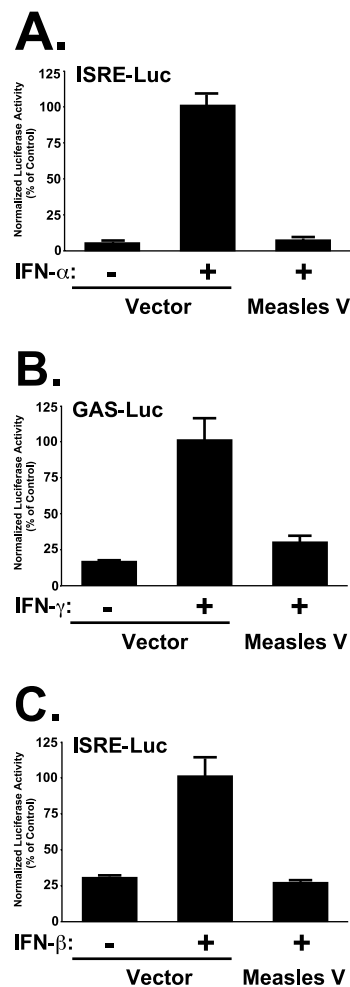 A.
ISRE-Luc
Normalized Luciferase Activity
(% of Control)
125
100
75
50
25
0
IFN-α: - + +
Vector Measles V
B.
GAS-Luc
Normalized Luciferase Activity
(% of Control)
125
100
75
50
25
0
IFN-γ: - + +
Vector Measles V
C.
ISRE-Luc
Normalized Luciferase Activity
(% of Control)
125
100
75
50
25
0
IFN-β: - + +
Vector Measles V